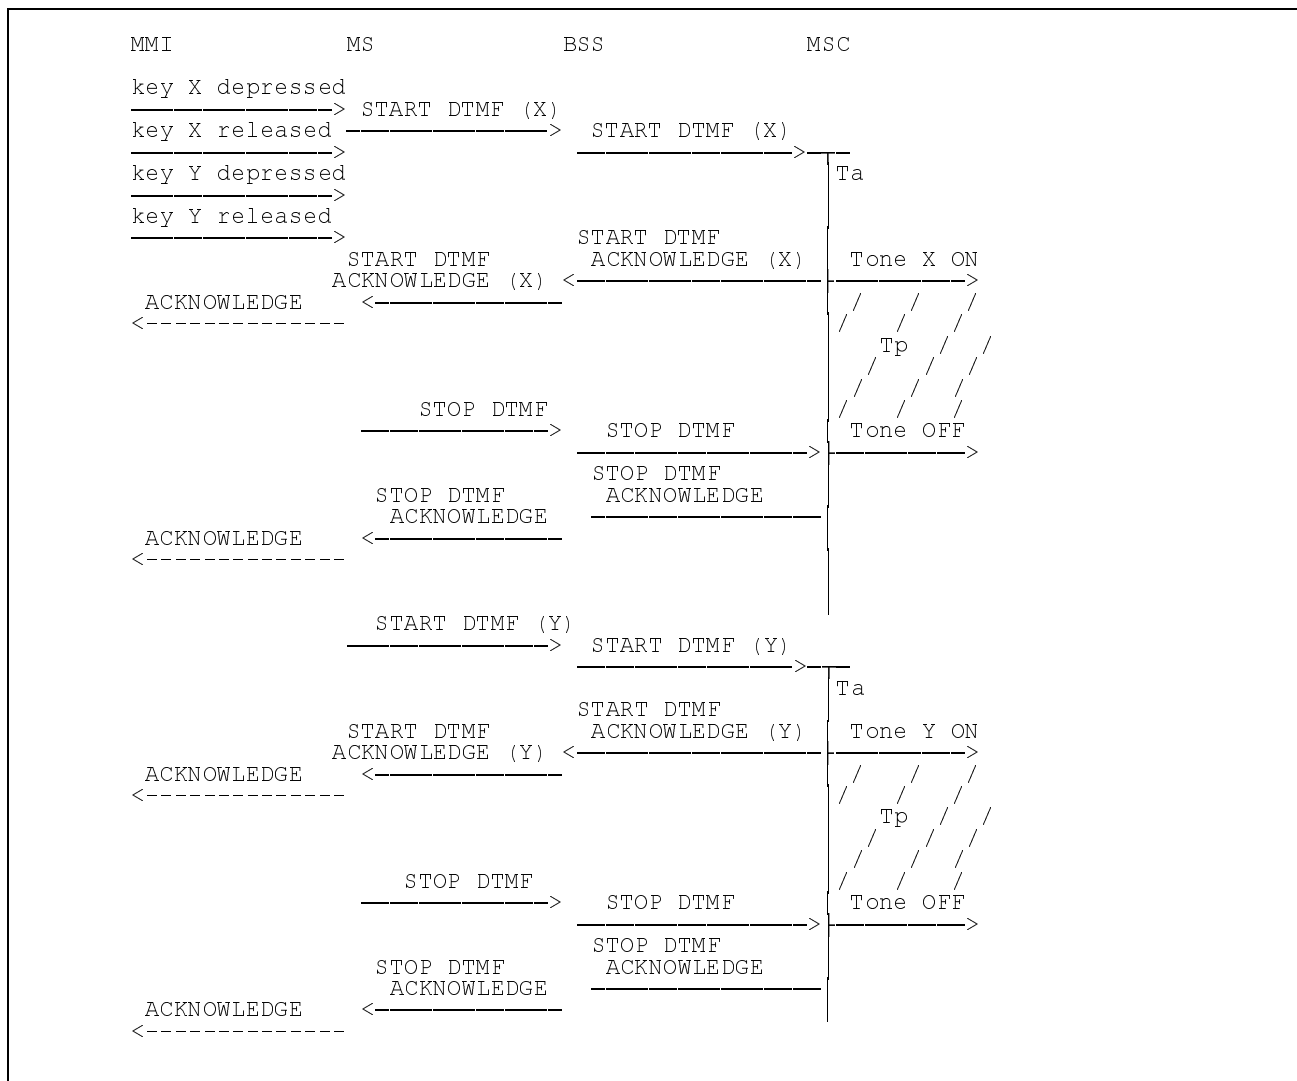 MMI MS BSS MSC
key X depressed
START DTMF (X)
key X released START DTMF (X)
key Y depressed Ta
key Y released
START DTMF
START DTMF ACKNOWLEDGE (X) Tone X ON
ACKNOWLEDGE (X)
ACKNOWLEDGE
Tp
STOP DTMF
STOP DTMF Tone OFF
STOP DTMF
STOP DTMF ACKNOWLEDGE
ACKNOWLEDGE
ACKNOWLEDGE
START DTMF (Y)
START DTMF (Y)
Ta
START DTMF
START DTMF ACKNOWLEDGE (Y) Tone Y ON
ACKNOWLEDGE (Y)
ACKNOWLEDGE
Tp
STOP DTMF
STOP DTMF Tone OFF
STOP DTMF
STOP DTMF ACKNOWLEDGE
ACKNOWLEDGE
ACKNOWLEDGE